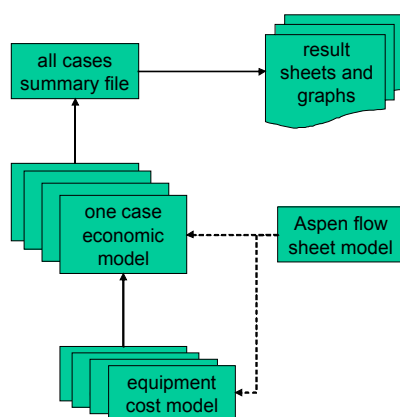 all cases
summary file
result
sheets and
graphs
one case
economic
model
Aspen flow
sheet model
equipment
cost model